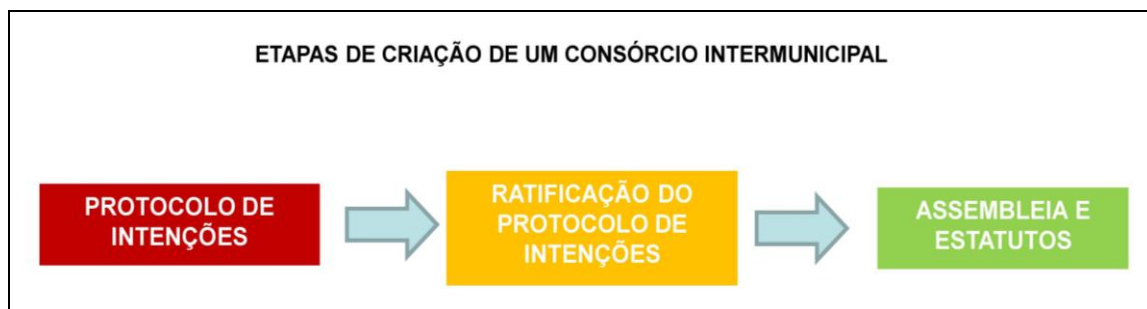 ETAPAS DE CRIAÇÃO DE UM CONSÓRCIO INTERMUNICIPAL
PROTOCOLO DE
INTENÇÕES
RATIFICAÇÃO DO
PROTOCOLO DE
INTENÇÕES
ASSEMBLEIA E
ESTATUTOS